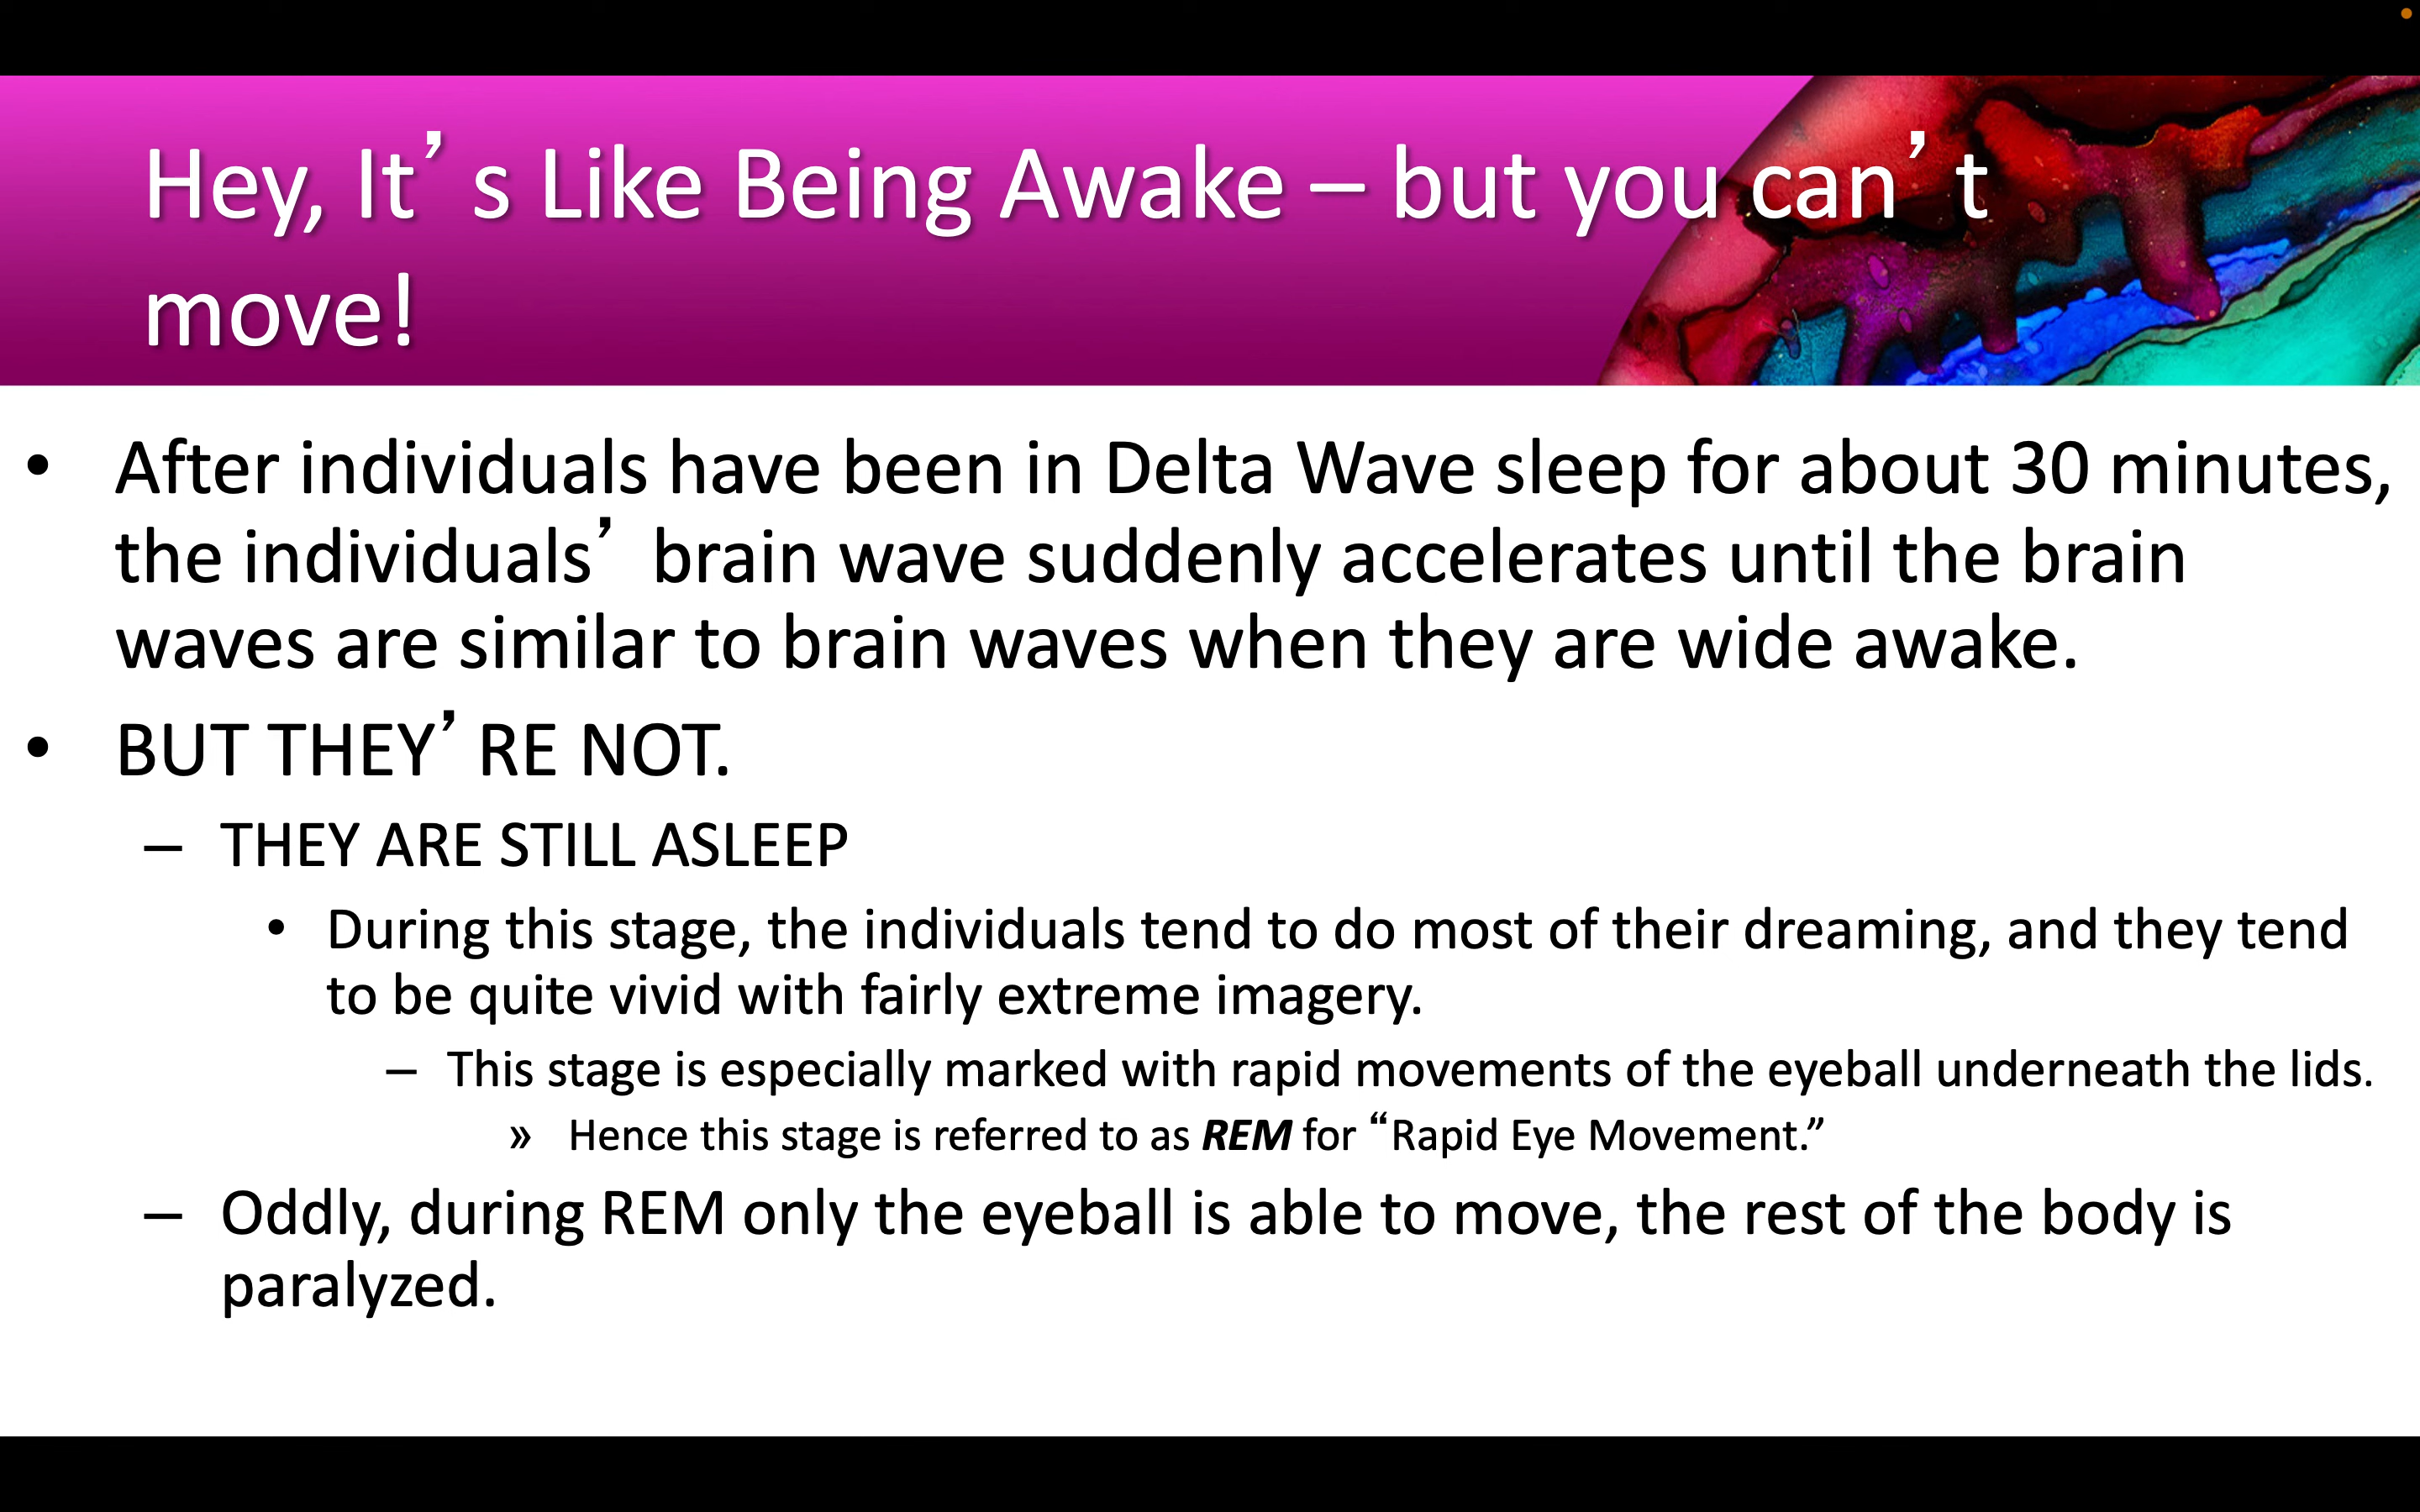 Hey, It’s Like Being Awake – but you can’t
move!
• After individuals have been in Delta Wave sleep for about 30 minutes,
the individuals’ brain wave suddenly accelerates until the brain
waves are similar to brain waves when they are wide awake.
• BUT THEY’RE NOT.
– THEY ARE STILL ASLEEP
• During this stage, the individuals tend to do most of their dreaming, and they tend
to be quite vivid with fairly extreme imagery.
– This stage is especially marked with rapid movements of the eyeball underneath the lids.
» Hence this stage is referred to as REM for “Rapid Eye Movement.”
– Oddly, during REM only the eyeball is able to move, the rest of the body is
paralyzed.